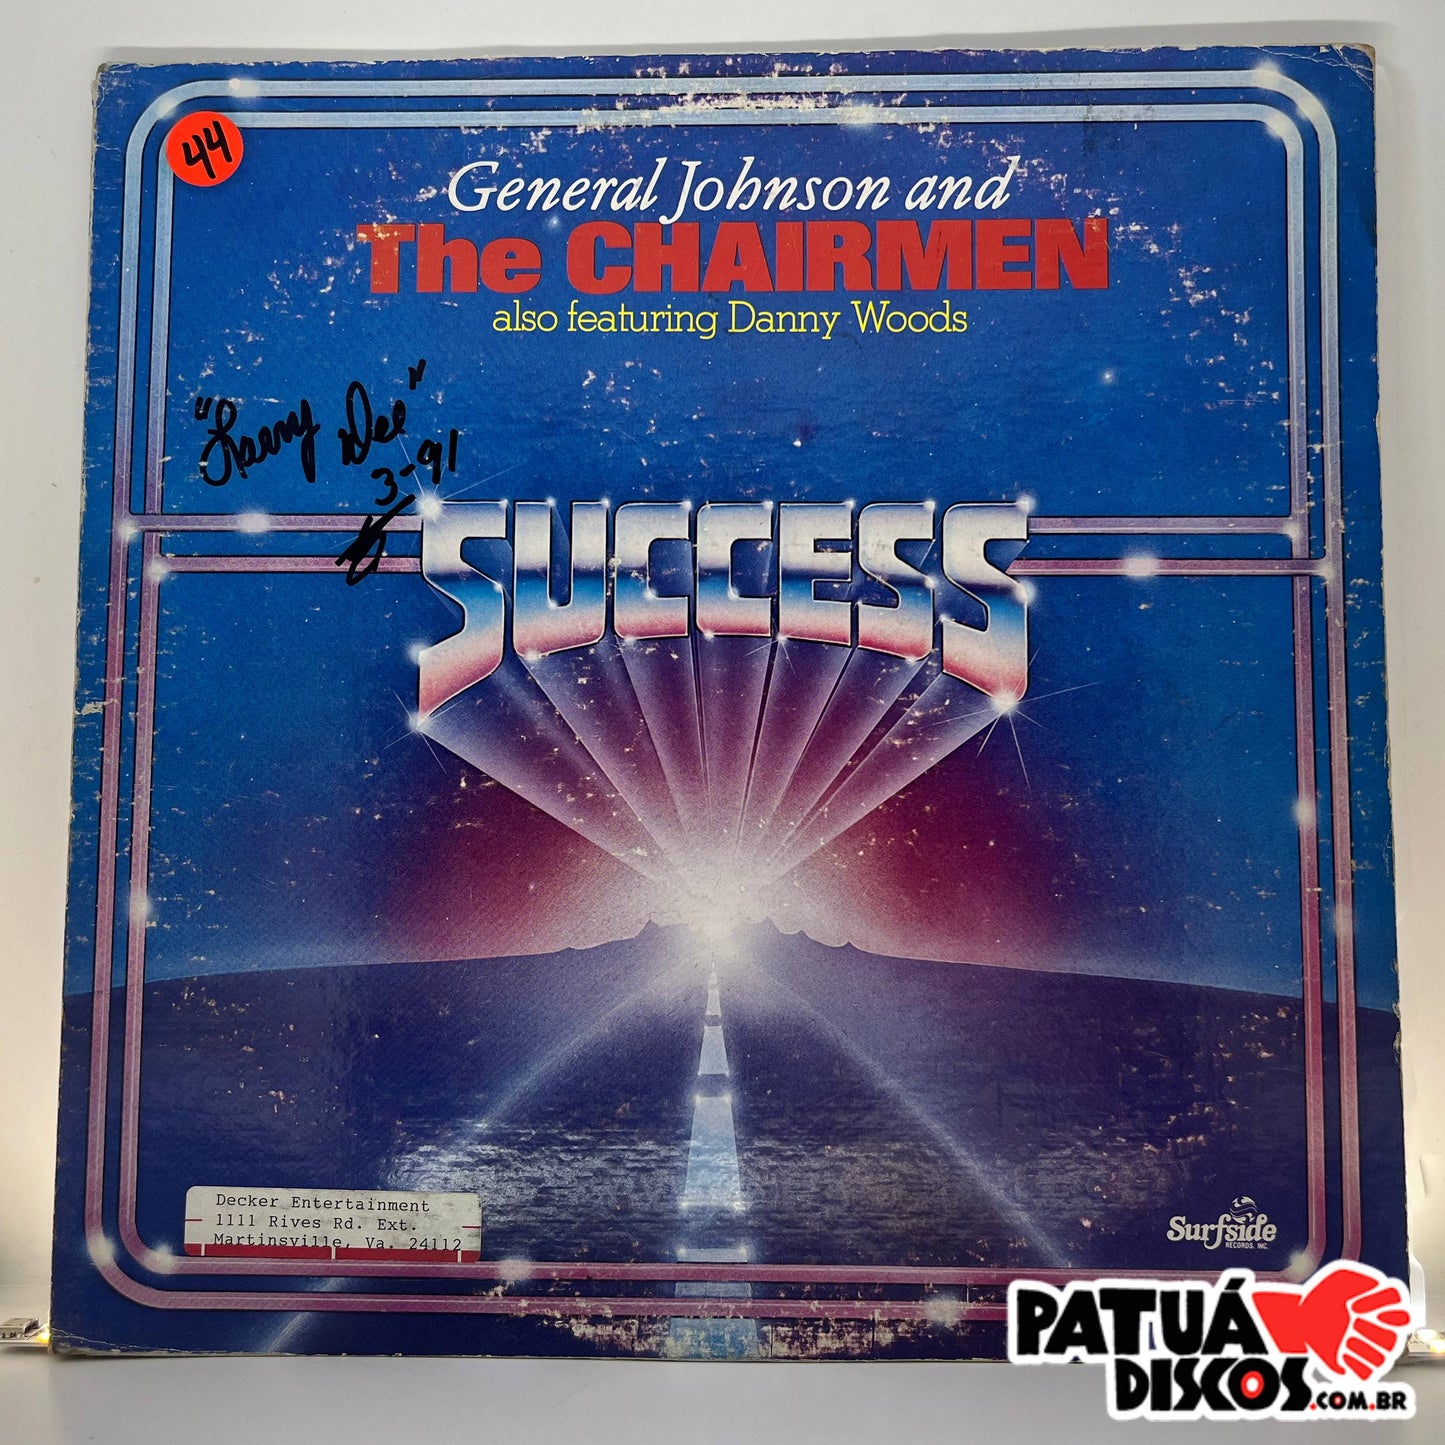 44
General Johnson and
The CHAIRMEN
also featuring Danny Woods
"Larry Dee"
3-91
SUCCESS
Decker Entertainment
1111 Rives Rd. Ext.
Martinsville, Va. 24112
Surfside
RECORDS, INC.
PATUÁ
DISCOS.COM.BR